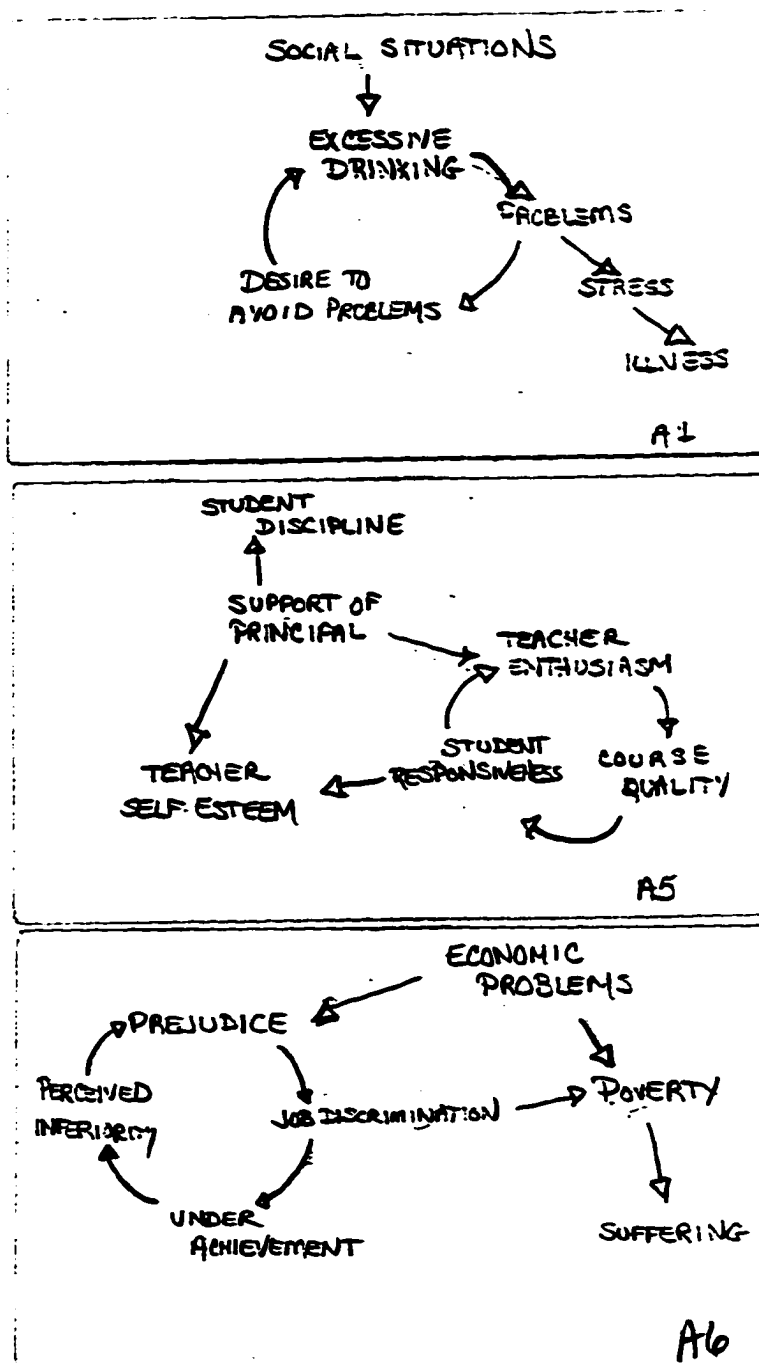 SOCIAL SITUATIONS
EXCESSIVE
DRINKING
PROBLEMS
DESIRE TO
AVOID PROBLEMS
STRESS
ILLNESS
A1
STUDENT
DISCIPLINE
SUPPORT OF
PRINCIPAL
TEACHER
ENTHUSIASM
STUDENT
RESPONSIVENESS
COURSE
QUALITY
TEACHER
SELF-ESTEEM
A5
ECONOMIC
PROBLEMS
PREJUDICE
PERCEIVED
INFERIORITY
JOB DISCRIMINATION
POVERTY
UNDER
ACHIEVEMENT
SUFFERING
A6